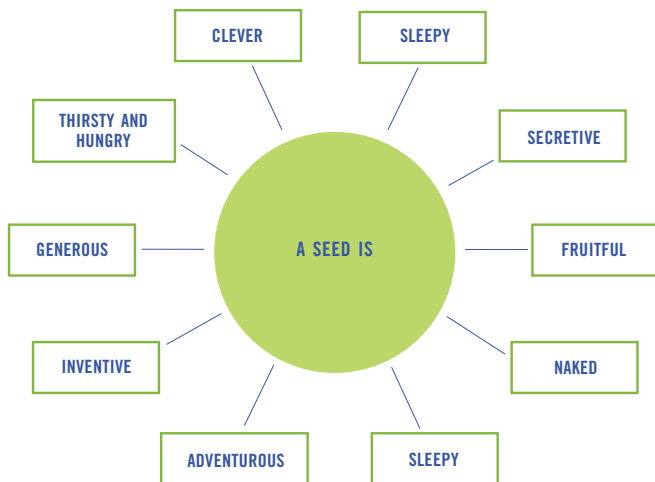 CLEVER
SLEEPY
THIRSTY AND
HUNGRY
SECRETIVE
GENEROUS
A SEED IS
FRUITFUL
INVENTIVE
NAKED
ADVENTUROUS
SLEEPY